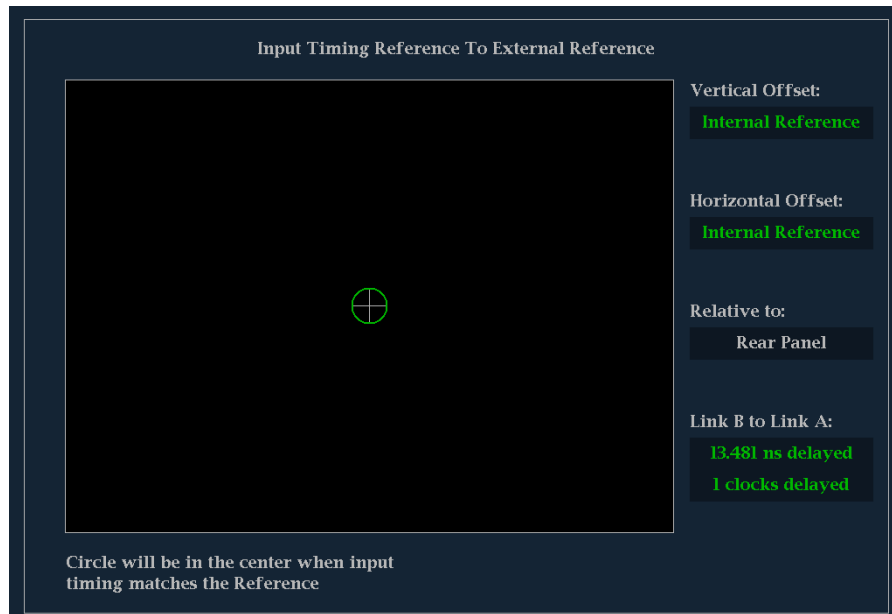 Input Timing Reference To External Reference
Vertical Offset:
Internal Reference
Horizontal Offset:
Internal Reference
Relative to:
Rear Panel
Link B to Link A:
13.481 ns delayed
1 clocks delayed
Circle will be in the center when input
timing matches the Reference